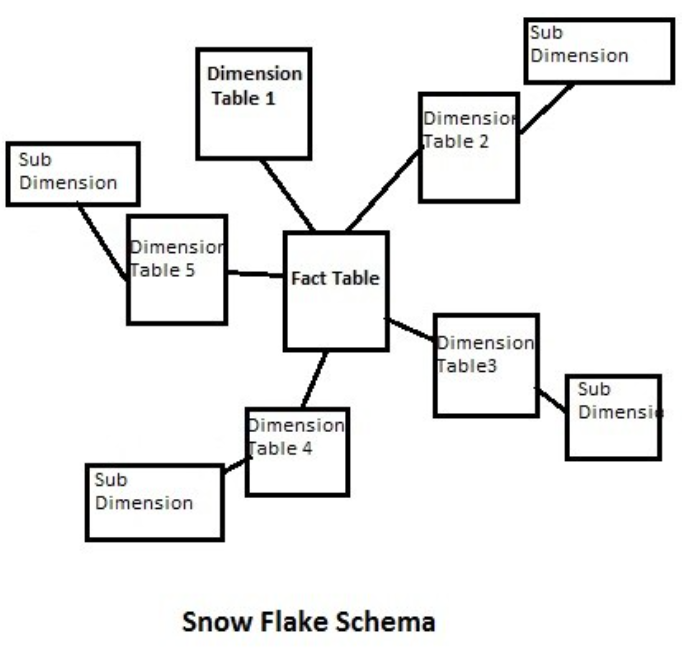 Sub
Dimension
Dimension
Table 1
Dimension
Table 2
Sub
Dimension
Dimension
Table 5
Fact Table
Dimension
Table3
Sub
Dimensio
Dimension
Table 4
Sub
Dimension
Snow Flake Schema